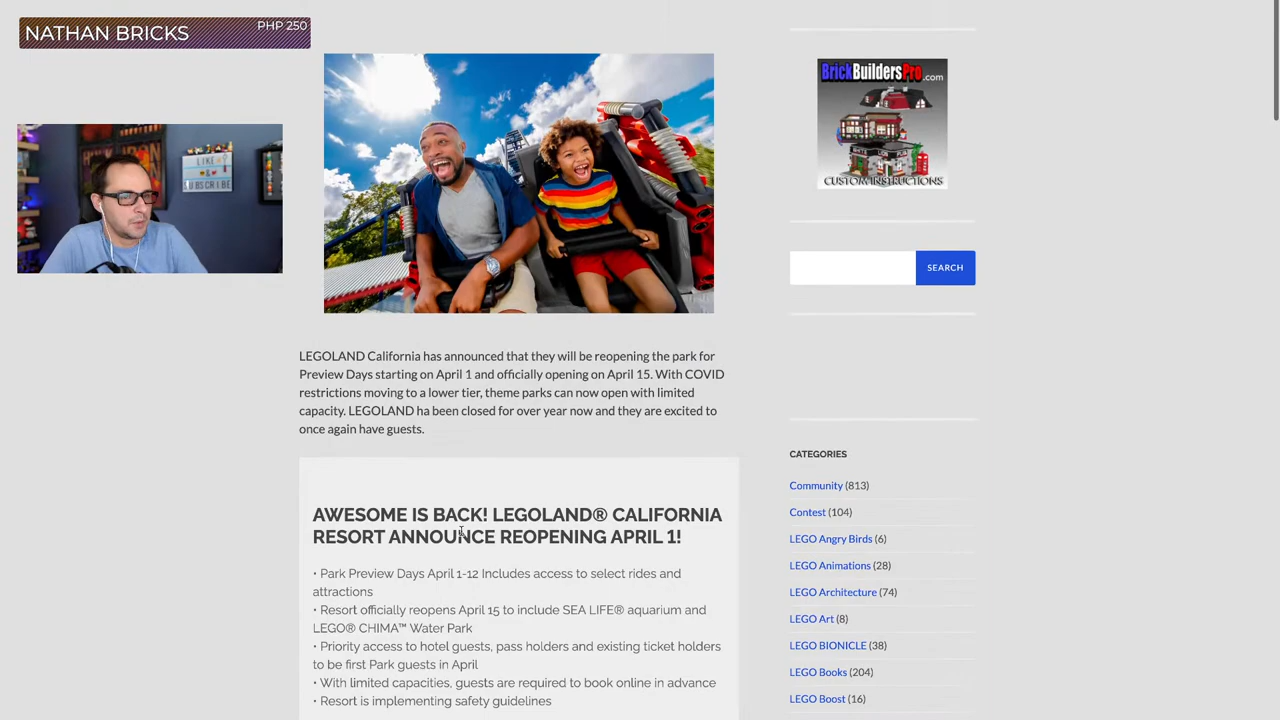 NATHAN BRICKS
PHP 250
LIKE
&
SUBSCRIBE
BrickBuildersPro.com
CUSTOM INSTRUCTIONS
SEARCH
LEGOLAND California has announced that they will be reopening the park for
Preview Days starting on April 1 and officially opening on April 15. With COVID
restrictions moving to a lower tier, theme parks can now open with limited
capacity. LEGOLAND ha been closed for over year now and they are excited to
once again have guests.
AWESOME IS BACK! LEGOLAND® CALIFORNIA
RESORT ANNOUNCE REOPENING APRIL 1!
• Park Preview Days April 1-12 Includes access to select rides and
attractions
• Resort officially reopens April 15 to include SEA LIFE® aquarium and
LEGO® CHIMA™ Water Park
• Priority access to hotel guests, pass holders and existing ticket holders
to be first Park guests in April
• With limited capacities, guests are required to book online in advance
• Resort is implementing safety guidelines
CATEGORIES
Community (813)
Contest (104)
LEGO Angry Birds (6)
LEGO Animations (28)
LEGO Architecture (74)
LEGO Art (8)
LEGO BIONICLE (38)
LEGO Books (204)
LEGO Boost (16)